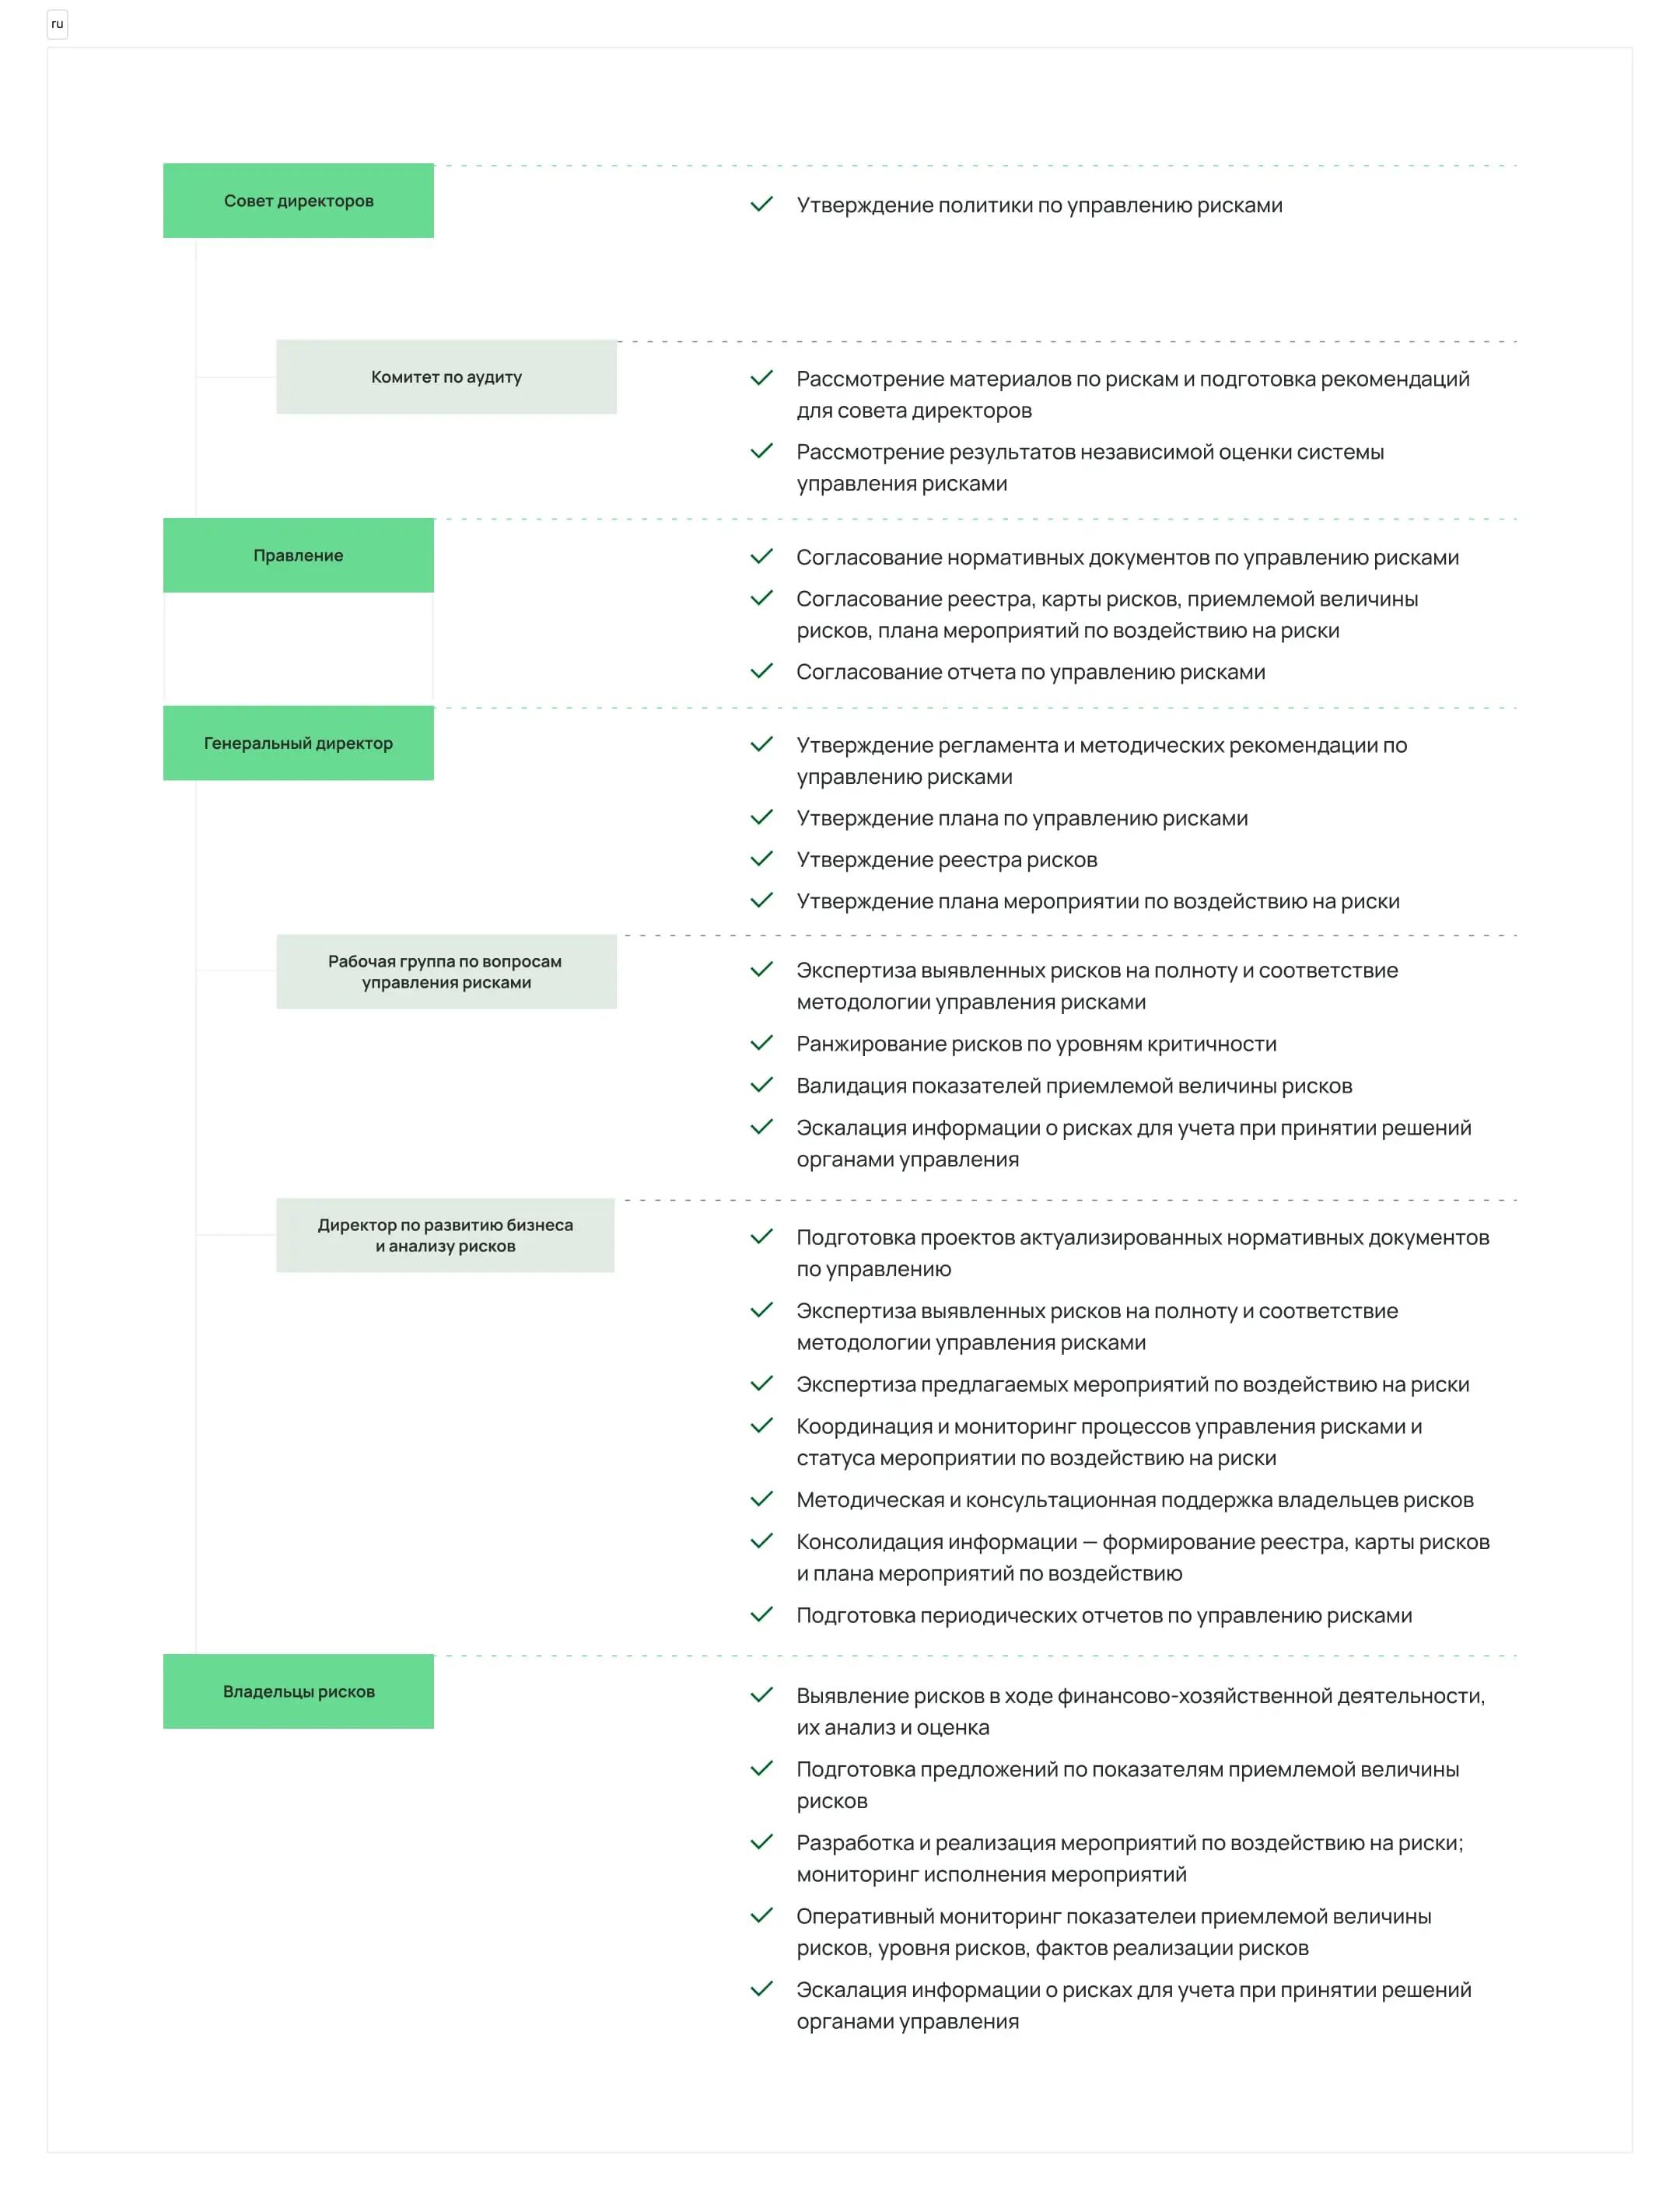 ru
Совет директоров
Утверждение политики по управлению рисками
Комитет по аудиту
Рассмотрение материалов по рискам и подготовка рекомендаций
для совета директоров
Рассмотрение результатов независимой оценки системы
управления рисками
Правление
Согласование нормативных документов по управлению рисками
Согласование реестра, карты рисков, приемлемой величины
рисков, плана мероприятий по воздействию на риски
Согласование отчета по управлению рисками
Генеральный директор
Утверждение регламента и методических рекомендации по
управлению рисками
Утверждение плана по управлению рисками
Утверждение реестра рисков
Утверждение плана мероприятии по воздействию на риски
Рабочая группа по вопросам
управления рисками
Экспертиза выявленных рисков на полноту и соответствие
методологии управления рисками
Ранжирование рисков по уровням критичности
Валидация показателей приемлемой величины рисков
Эскалация информации о рисках для учета при принятии решений
органами управления
Директор по развитию бизнеса
и анализу рисков
Подготовка проектов актуализированных нормативных документов
по управлению
Экспертиза выявленных рисков на полноту и соответствие
методологии управления рисками
Экспертиза предлагаемых мероприятий по воздействию на риски
Координация и мониторинг процессов управления рисками и
статуса мероприятии по воздействию на риски
Методическая и консультационная поддержка владельцев рисков
Консолидация информации — формирование реестра, карты рисков
и плана мероприятий по воздействию
Подготовка периодических отчетов по управлению рисками
Владельцы рисков
Выявление рисков в ходе финансово-хозяйственной деятельности,
их анализ и оценка
Подготовка предложений по показателям приемлемой величины
рисков
Разработка и реализация мероприятий по воздействию на риски;
мониторинг исполнения мероприятий
Оперативный мониторинг показателеи приемлемой величины
рисков, уровня рисков, фактов реализации рисков
Эскалация информации о рисках для учета при принятии решений
органами управления